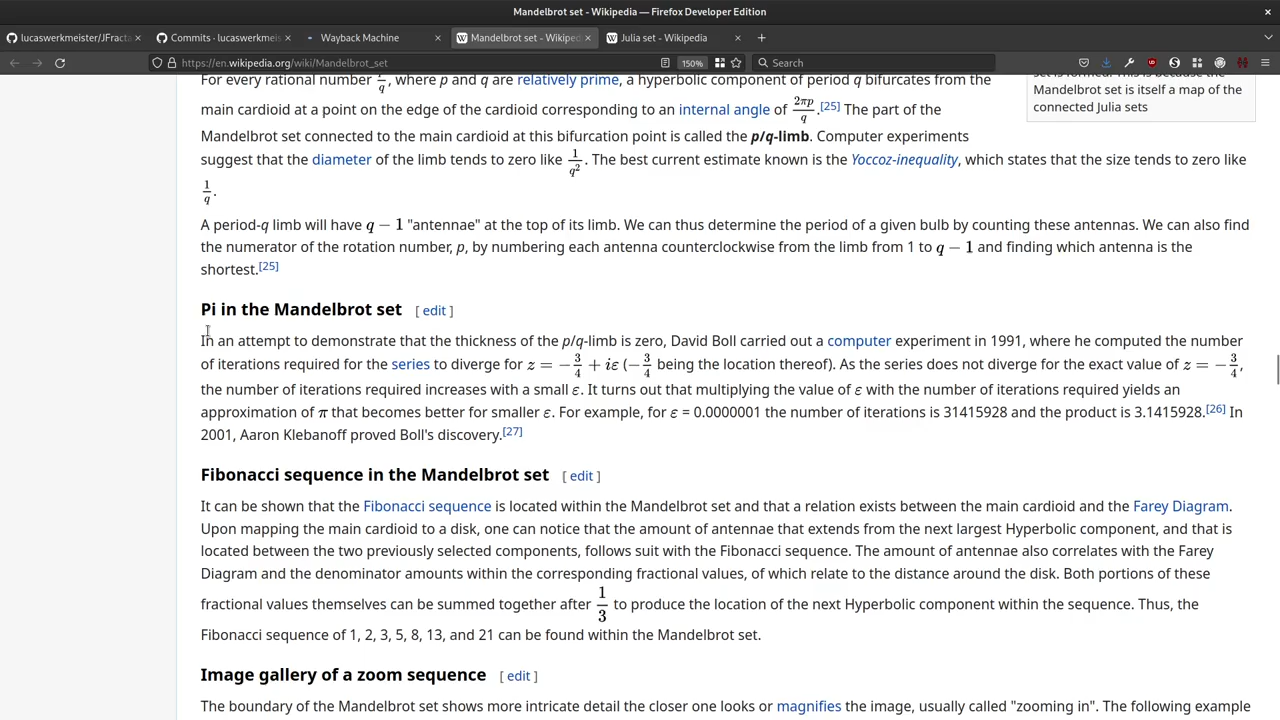 Mandelbrot set - Wikipedia — Firefox Developer Edition
lucaswerkmeister/JFracta
Commits · lucaswerkmeis
Wayback Machine
Mandelbrot set - Wikiped
Julia set - Wikipedia
https://en.wikipedia.org/wiki/Mandelbrot_set
150%
Search
For every rational number p/q, where p and q are relatively prime, a hyperbolic component of period q bifurcates from the
main cardioid at a point on the edge of the cardioid corresponding to an internal angle of 2πp/q.[25] The part of the
Mandelbrot set connected to the main cardioid at this bifurcation point is called the p/q-limb. Computer experiments
suggest that the diameter of the limb tends to zero like 1/q². The best current estimate known is the Yoccoz-inequality, which states that the size tends to zero like
1/q.
set is formed. This is because the
Mandelbrot set is itself a map of the
connected Julia sets
A period-q limb will have q − 1 "antennae" at the top of its limb. We can thus determine the period of a given bulb by counting these antennas. We can also find
the numerator of the rotation number, p, by numbering each antenna counterclockwise from the limb from 1 to q − 1 and finding which antenna is the
shortest.[25]
Pi in the Mandelbrot set [ edit ]
In an attempt to demonstrate that the thickness of the p/q-limb is zero, David Boll carried out a computer experiment in 1991, where he computed the number
of iterations required for the series to diverge for z = −3/4 + iε (−3/4 being the location thereof). As the series does not diverge for the exact value of z = −3/4,
the number of iterations required increases with a small ε. It turns out that multiplying the value of ε with the number of iterations required yields an
approximation of π that becomes better for smaller ε. For example, for ε = 0.0000001 the number of iterations is 31415928 and the product is 3.1415928.[26] In
2001, Aaron Klebanoff proved Boll's discovery.[27]
Fibonacci sequence in the Mandelbrot set [ edit ]
It can be shown that the Fibonacci sequence is located within the Mandelbrot set and that a relation exists between the main cardioid and the Farey Diagram.
Upon mapping the main cardioid to a disk, one can notice that the amount of antennae that extends from the next largest Hyperbolic component, and that is
located between the two previously selected components, follows suit with the Fibonacci sequence. The amount of antennae also correlates with the Farey
Diagram and the denominator amounts within the corresponding fractional values, of which relate to the distance around the disk. Both portions of these
fractional values themselves can be summed together after 1/3 to produce the location of the next Hyperbolic component within the sequence. Thus, the
Fibonacci sequence of 1, 2, 3, 5, 8, 13, and 21 can be found within the Mandelbrot set.
Image gallery of a zoom sequence [ edit ]
The boundary of the Mandelbrot set shows more intricate detail the closer one looks or magnifies the image, usually called "zooming in". The following example